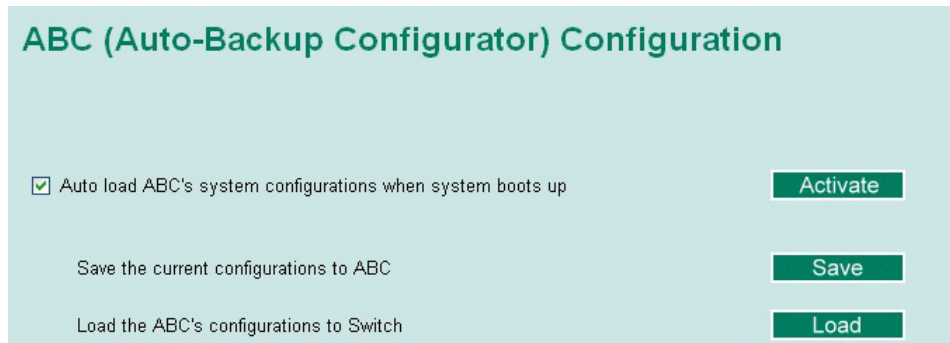 ABC (Auto-Backup Configurator) Configuration
Auto load ABC's system configurations when system boots up Activate
Save the current configurations to ABC Save
Load the ABC's configurations to Switch Load